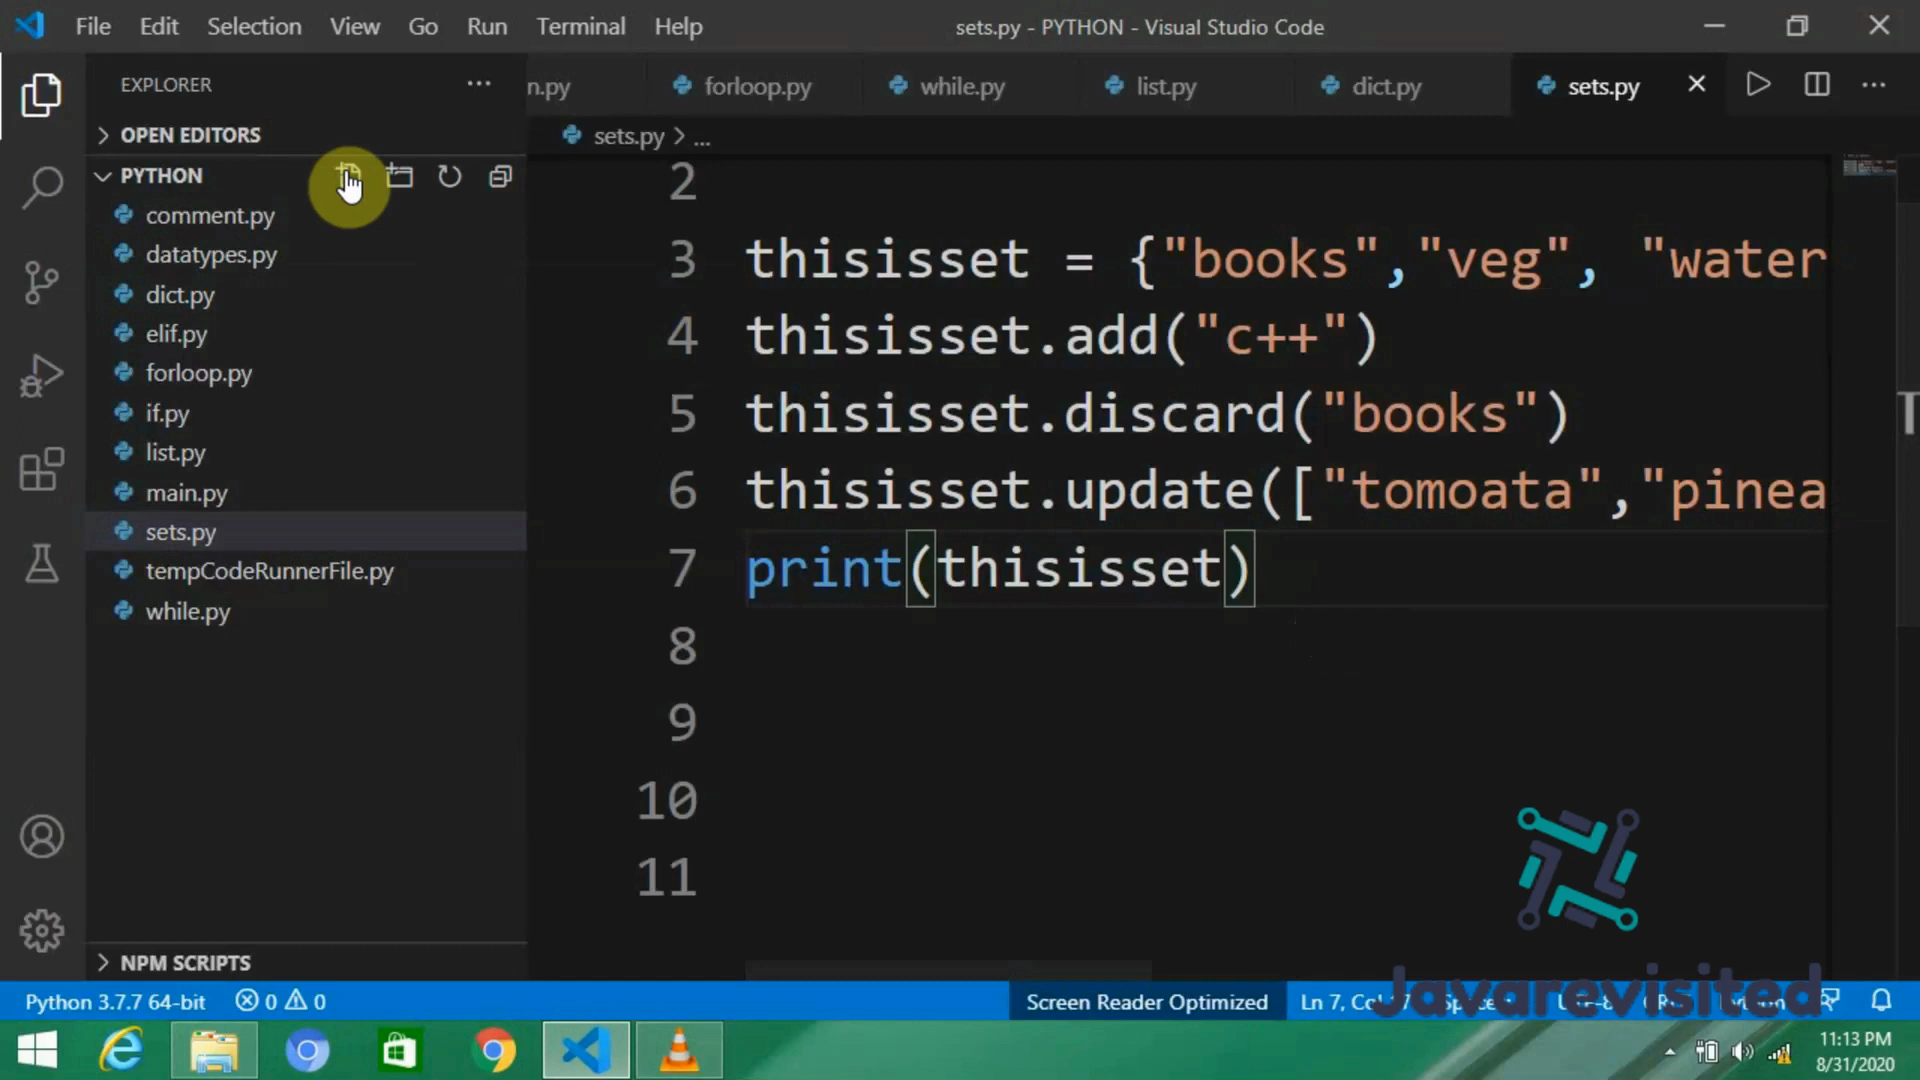 File Edit Selection View Go Run Terminal Help
sets.py - PYTHON - Visual Studio Code
EXPLORER
n.py forloop.py while.py list.py dict.py sets.py
OPEN EDITORS
sets.py > ...
PYTHON
comment.py
datatypes.py
dict.py
elif.py
forloop.py
if.py
list.py
main.py
sets.py
tempCodeRunnerFile.py
while.py
NPM SCRIPTS
2
3 thisisset = {"books","veg", "water
4 thisisset.add("c++")
5 thisisset.discard("books")
6 thisisset.update(["tomoata","pinea
7 print(thisisset)
8
9
10
11
Javarevisited
Python 3.7.7 64-bit 0 0
Screen Reader Optimized
Ln 7,
11:13 PM
8/31/2020